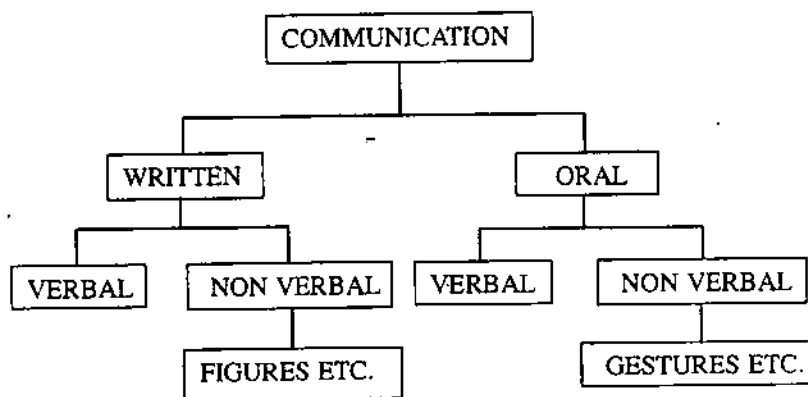 COMMUNICATION
WRITTEN
ORAL
VERBAL
NON VERBAL
VERBAL
NON VERBAL
FIGURES ETC.
GESTURES ETC.